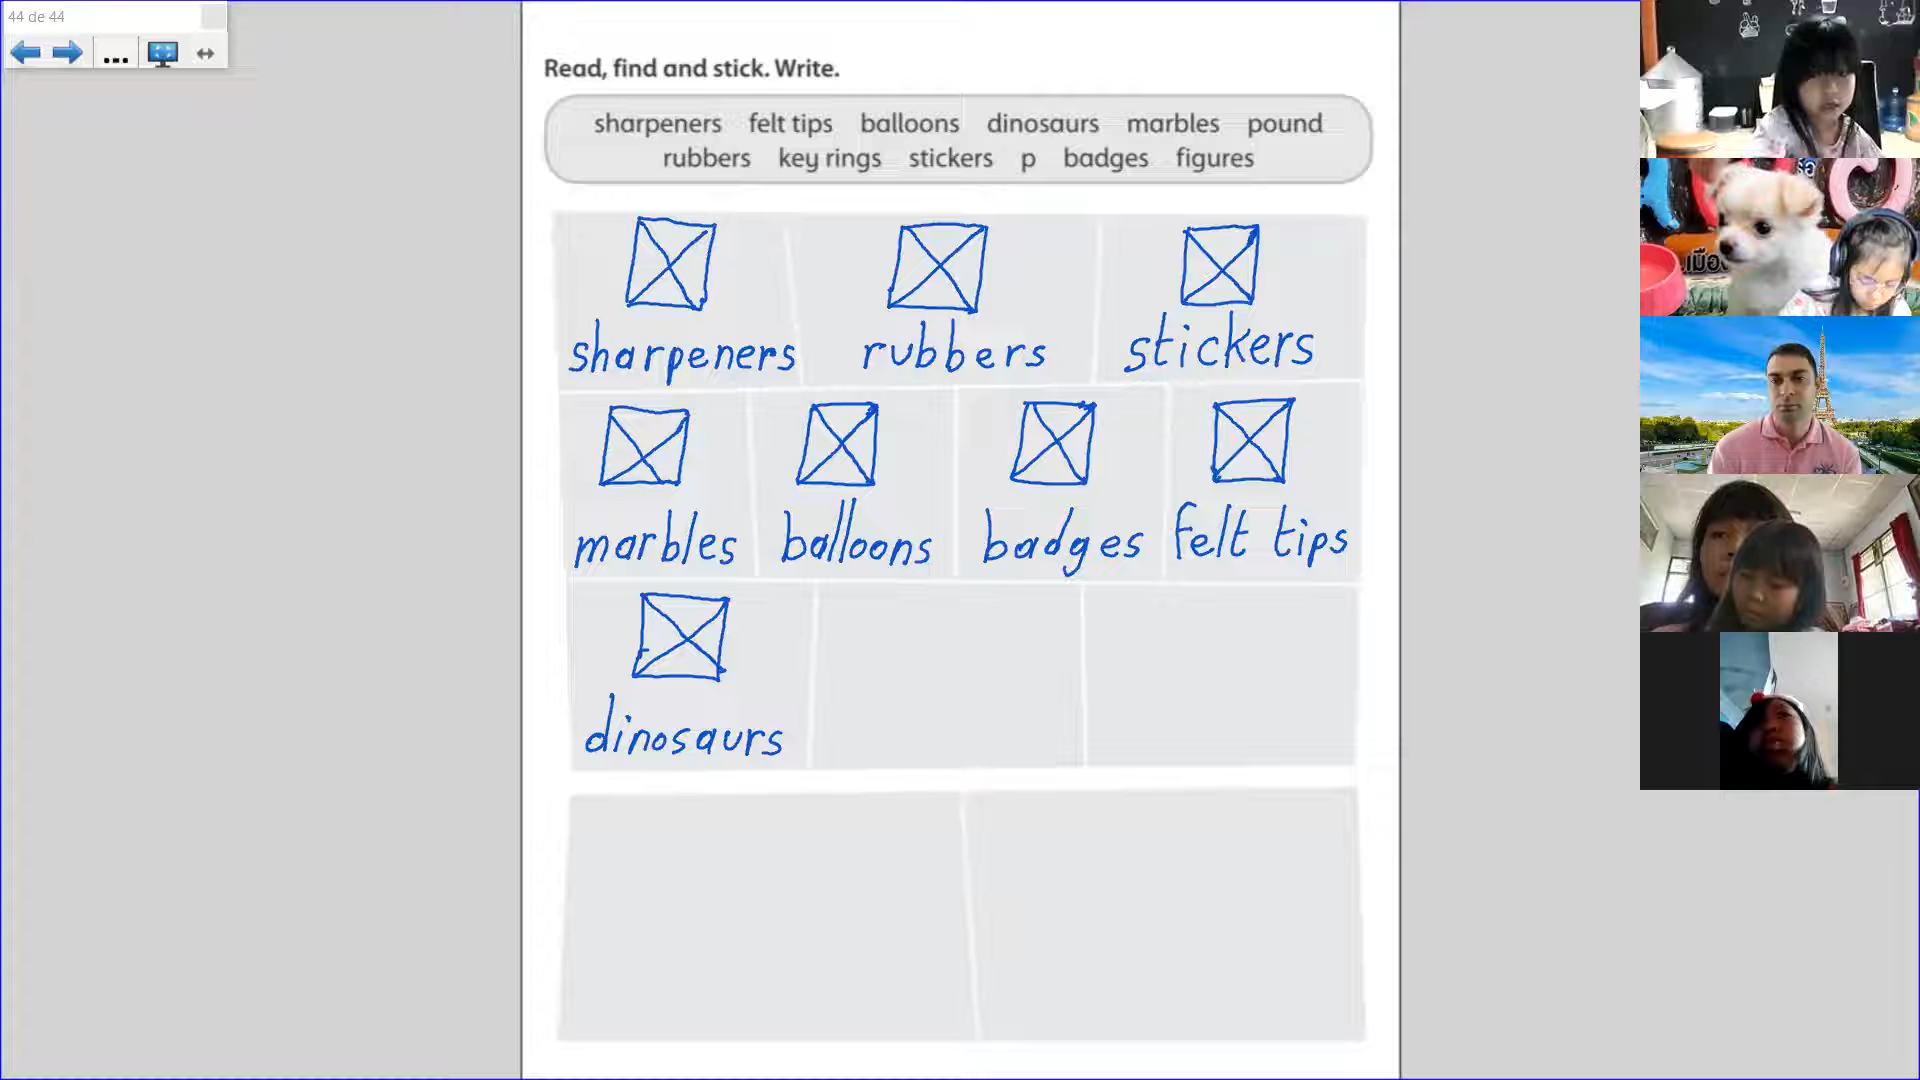 44 de 44
Read, find and stick. Write.
sharpeners felt tips balloons dinosaurs marbles pound
rubbers key rings stickers p badges figures
sharpeners rubbers stickers
marbles balloons badges felt tips
dinosaurs